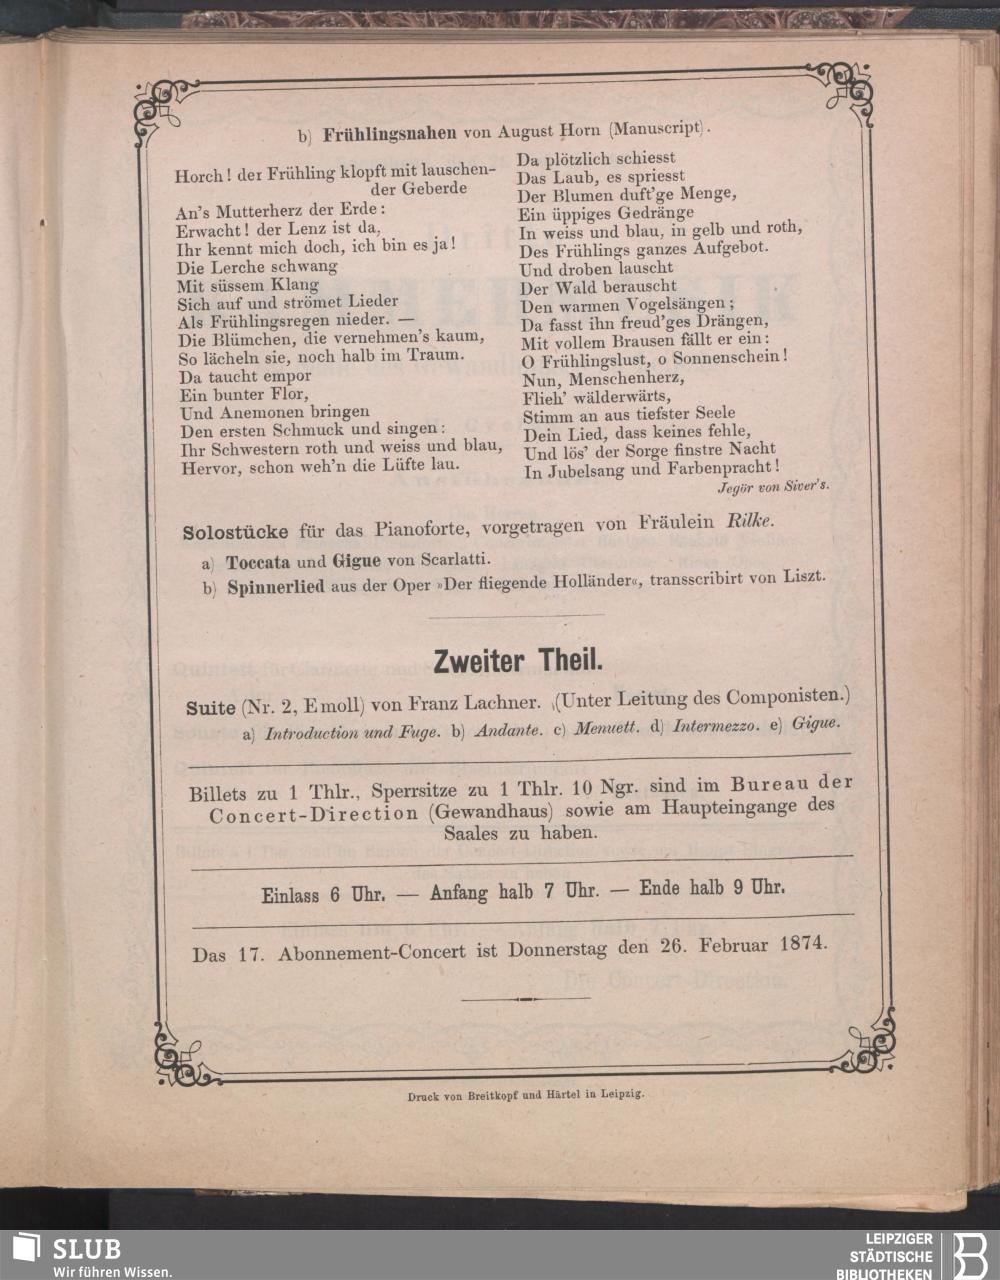 b) Frühlingsnahen von August Horn (Manuscript).
Horch! der Frühling klopft mit lauschen-
der Geberde
An's Mutterherz der Erde:
Erwacht! der Lenz ist da,
Ihr kennt mich doch, ich bin es ja!
Die Lerche schwang
Mit süssem Klang
Sich auf und strömet Lieder
Als Frühlingsregen nieder. —
Die Blümchen, die vernehmen's kaum,
So lächeln sie, noch halb im Traum.
Da taucht empor
Ein bunter Flor,
Und Anemonen bringen
Den ersten Schmuck und singen:
Ihr Schwestern roth und weiss und blau,
Hervor, schon weh'n die Lüfte lau.
Da plötzlich schiesst
Das Laub, es spriesst
Der Blumen duft'ge Menge,
Ein üppiges Gedränge
In weiss und blau, in gelb und roth,
Des Frühlings ganzes Aufgebot.
Und droben lauscht
Der Wald berauscht
Den warmen Vogelsängen;
Da fasst ihn freud'ges Drängen,
Mit vollem Brausen fällt er ein:
O Frühlingslust, o Sonnenschein!
Nun, Menschenherz,
Flieh' wälderwärts,
Stimm an aus tiefster Seele
Dein Lied, dass keines fehle,
Und lös' der Sorge finstre Nacht
In Jubelsang und Farbenpracht!
Jegór von Siver's.
Solostücke für das Pianoforte, vorgetragen von Fräulein Rilke.
a) Toccata und Gigue von Scarlatti.
b) Spinnerlied aus der Oper »Der fliegende Holländer«, transscribirt von Liszt.
Zweiter Theil.
Suite (Nr. 2, Emoll) von Franz Lachner. (Unter Leitung des Componisten.)
a) Introduction und Fuge. b) Andante. c) Menuett. d) Intermezzo. e) Gigue.
Billets zu 1 Thlr., Sperrsitze zu 1 Thlr. 10 Ngr. sind im Bureau der
Concert-Direction (Gewandhaus) sowie am Haupteingange des
Saales zu haben.
Einlass 6 Uhr. — Anfang halb 7 Uhr. — Ende halb 9 Uhr.
Das 17. Abonnement-Concert ist Donnerstag den 26. Februar 1874.
Druck von Breitkopf und Härtel in Leipzig.
SLUB
Wir führen Wissen.
LEIPZIGER
STÄDTISCHE
BIBLIOTHEKEN